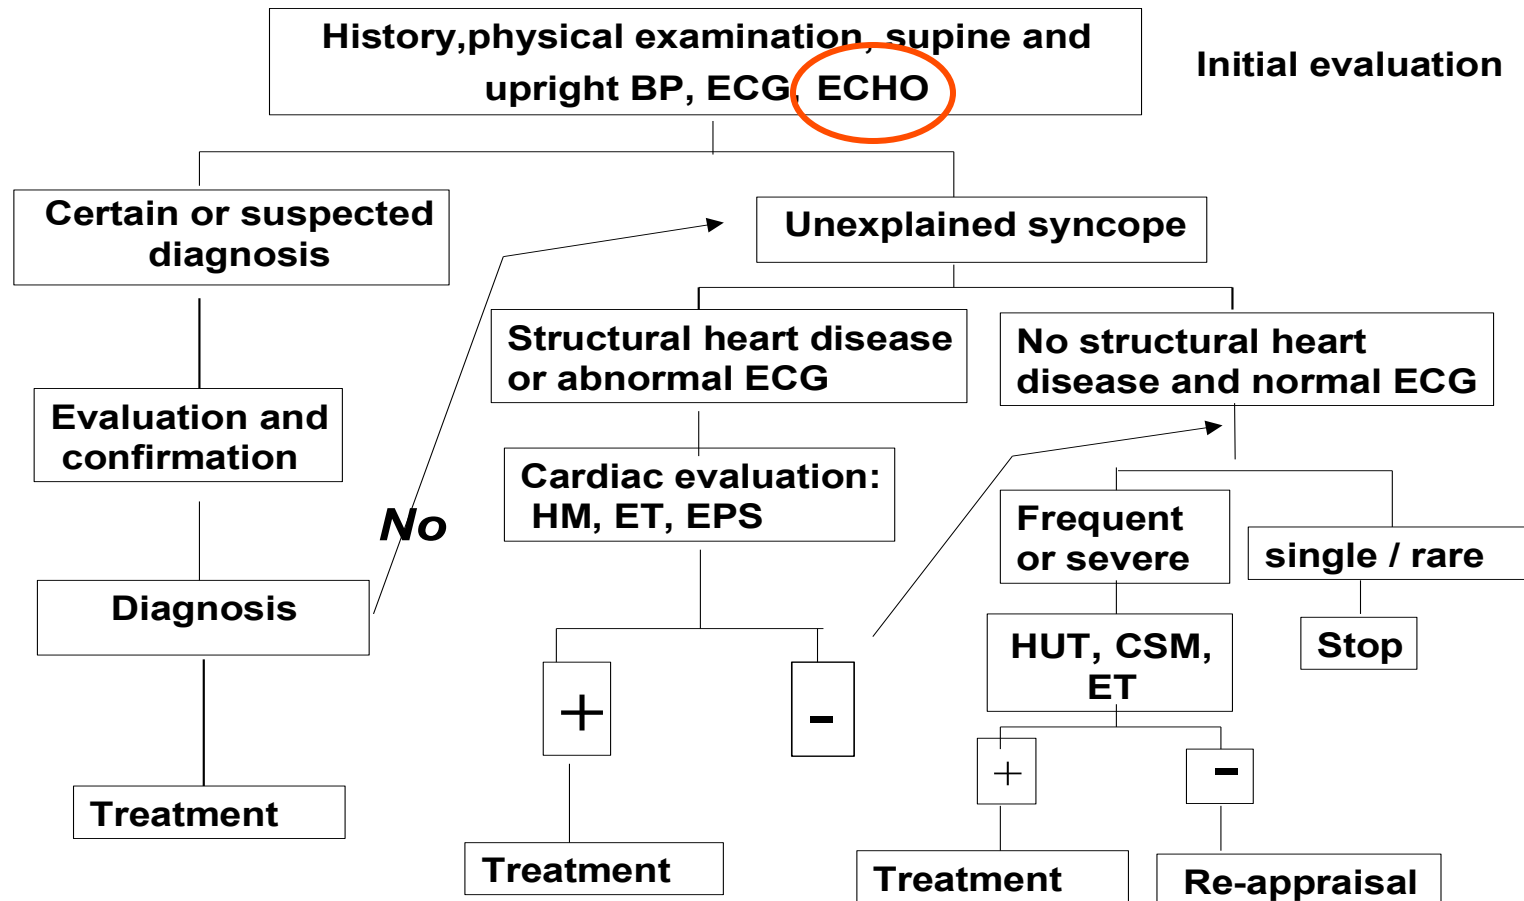 History,physical examination, supine and
upright BP, ECG, ECHO
Initial evaluation
Certain or suspected
diagnosis
Unexplained syncope
Structural heart disease
or abnormal ECG
No structural heart
disease and normal ECG
Evaluation and
confirmation
Cardiac evaluation:
HM, ET, EPS
No
Frequent
or severe
single / rare
Diagnosis
HUT, CSM,
ET
Stop
+
-
+
-
Treatment
Treatment
Treatment
Re-appraisal